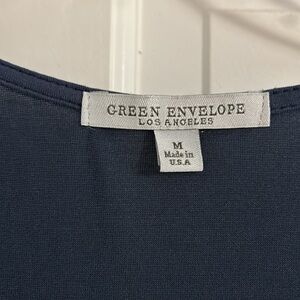 GREEN ENVELOPE
LOS ANGELES
M
Made in
U.S.A